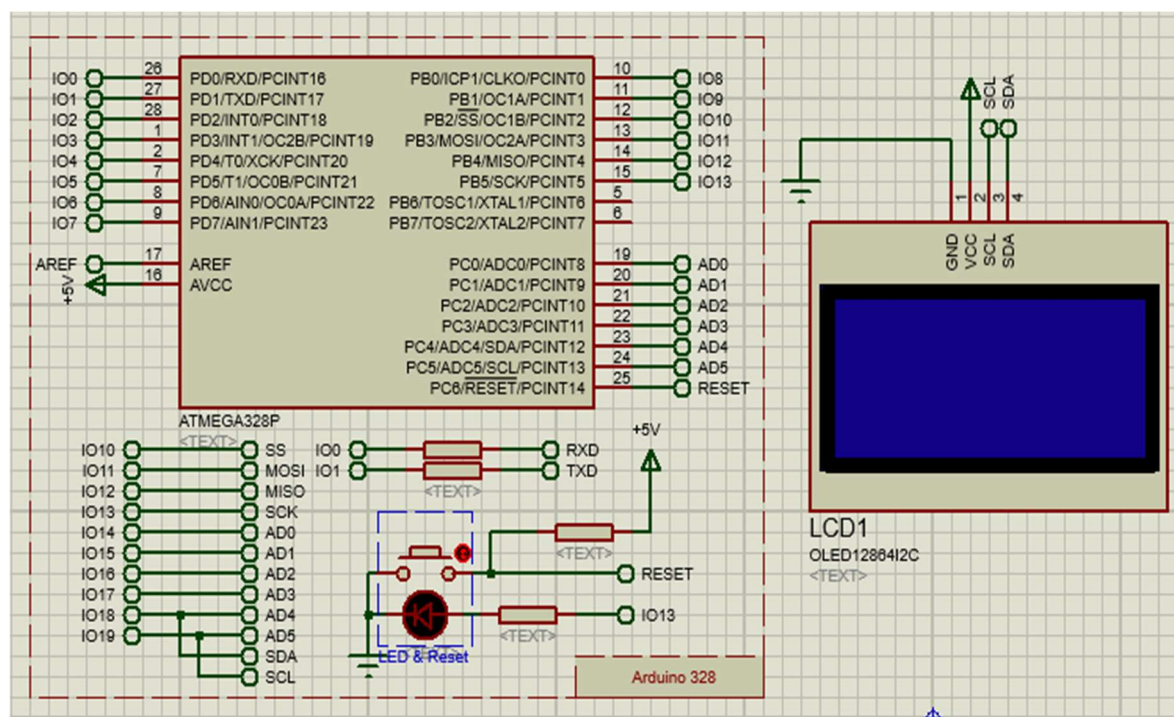 IO0 26 PD0/RXD/PCINT16 PB0/ICP1/CLKO/PCINT0 10 IO8
IO1 27 PD1/TXD/PCINT17 PB1/OC1A/PCINT1 11 IO9
IO2 28 PD2/INT0/PCINT18 PB2/SS/OC1B/PCINT2 12 IO10
IO3 1 PD3/INT1/OC2B/PCINT19 PB3/MOSI/OC2A/PCINT3 13 IO11
IO4 2 PD4/T0/XCK/PCINT20 PB4/MISO/PCINT4 14 IO12
IO5 7 PD5/T1/OC0B/PCINT21 PB5/SCK/PCINT5 15 IO13
IO6 8 PD6/AIN0/OC0A/PCINT22 PB6/TOSC1/XTAL1/PCINT6 5
IO7 9 PD7/AIN1/PCINT23 PB7/TOSC2/XTAL2/PCINT7 6
AREF 17 AREF PC0/ADC0/PCINT8 19 AD0
+5V 16 AVCC PC1/ADC1/PCINT9 20 AD1
PC2/ADC2/PCINT10 21 AD2
PC3/ADC3/PCINT11 22 AD3
PC4/ADC4/SDA/PCINT12 23 AD4
PC5/ADC5/SCL/PCINT13 24 AD5
PC6/RESET/PCINT14 25 RESET
ATMEGA328P
<TEXT>
IO10 SS
IO11 MOSI
IO12 MISO
IO13 SCK
IO14 AD0
IO15 AD1
IO16 AD2
IO17 AD3
IO18 AD4
IO19 AD5
SDA
SCL
IO0 RXD
IO1 TXD
<TEXT>
+5V
<TEXT>
RESET
IO13
<TEXT>
LED & Reset
Arduino 328
SCL SDA
1 2 3 4
GND VCC SCL SDA
LCD1
OLED12864I2C
<TEXT>